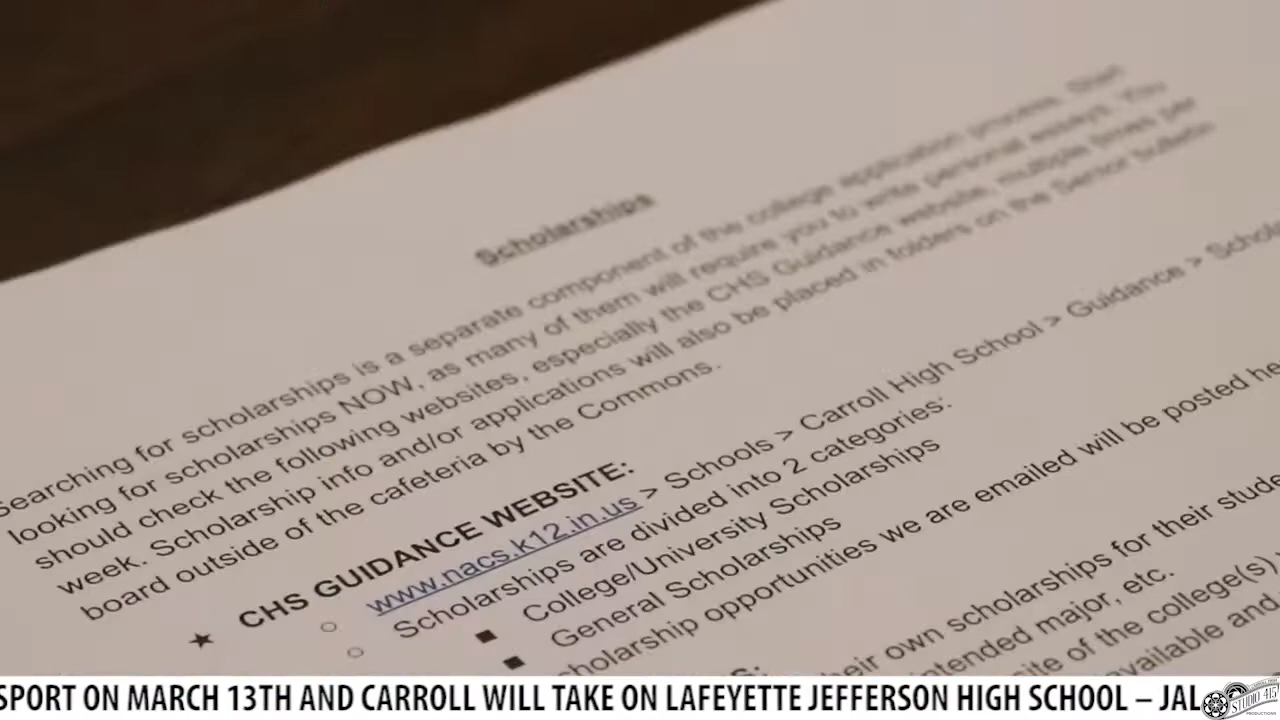 Scholarships
Searching for scholarships is a separate component of the college application process. Start
looking for scholarships NOW, as many of them will require you to write personal essays. You
should check the following websites, especially the CHS Guidance website, multiple times per
week. Scholarship info and/or applications will also be placed in folders on the Senior bulletin
board outside of the cafeteria by the Commons.
★ CHS GUIDANCE WEBSITE:
○ www.nacs.k12.in.us > Schools > Carroll High School > Guidance > Schol
○ Scholarships are divided into 2 categories:
■ College/University Scholarships
■ General Scholarships
cholarship opportunities we are emailed will be posted he
S:
heir own scholarships for their stude
intended major, etc.
site of the college(s)
available and
SPORT ON MARCH 13TH AND CARROLL WILL TAKE ON LAFEYETTE JEFFERSON HIGH SCHOOL – JAL
STUDIO 415
PRODUCTIONS